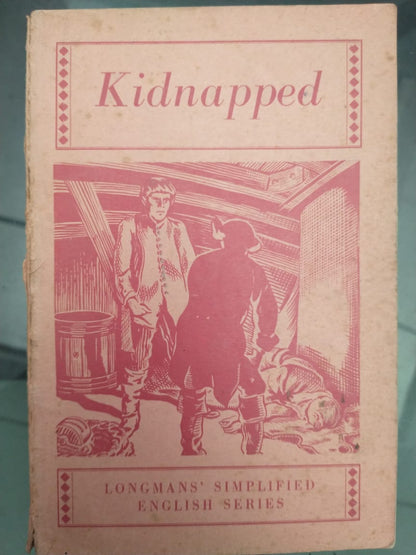 Kidnapped
LONGMANS' SIMPLIFIED
ENGLISH SERIES